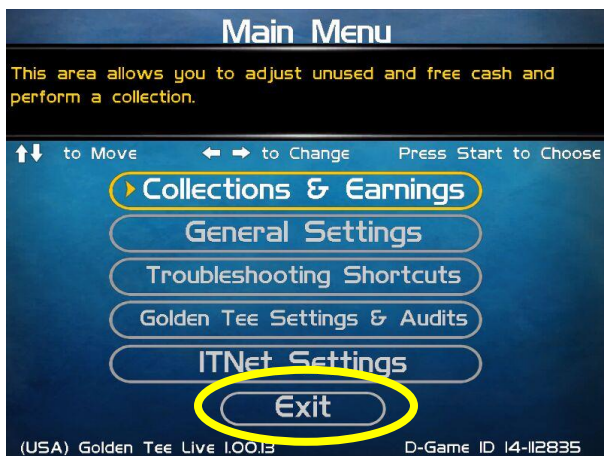 Main Menu
This area allows you to adjust unused and free cash and
perform a collection.
to Move to Change Press Start to Choose
Collections & Earnings
General Settings
Troubleshooting Shortcuts
Golden Tee Settings & Audits
ITNet Settings
Exit
(USA) Golden Tee Live 1.00.13 D-Game ID 14-112835